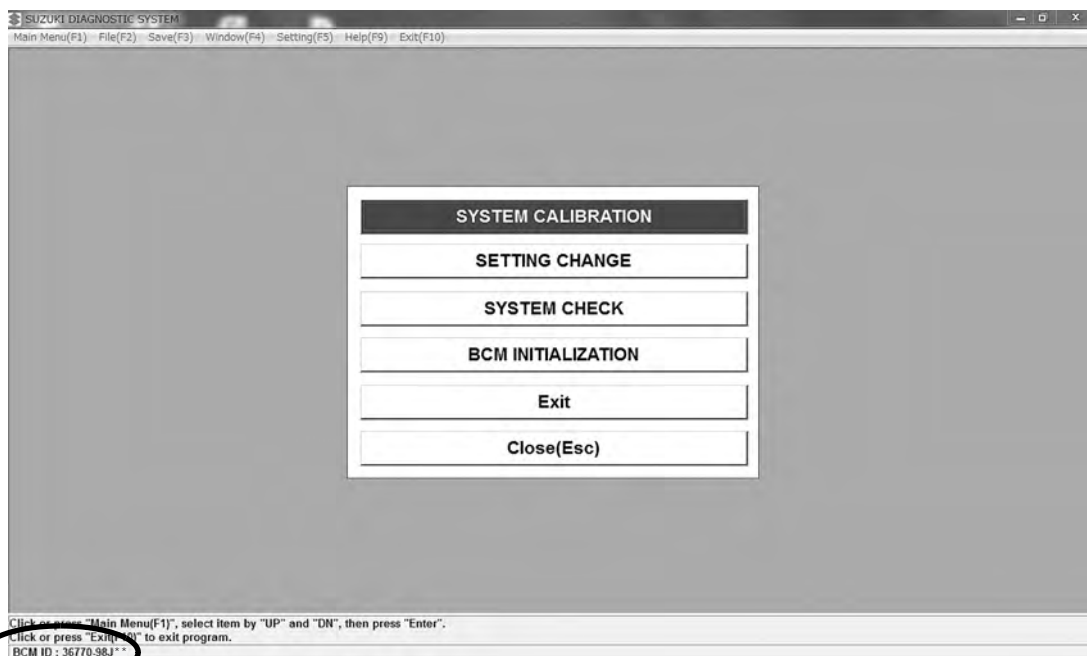 SUZUKI DIAGNOSTIC SYSTEM
Main Menu(F1) File(F2) Save(F3) Window(F4) Setting(F5) Help(F9) Exit(F10)
SYSTEM CALIBRATION
SETTING CHANGE
SYSTEM CHECK
BCM INITIALIZATION
Exit
Close(Esc)
Click or press "Main Menu(F1)", select item by "UP" and "DN", then press "Enter".
Click or press "Exit(F10)" to exit program.
BCM ID : 36770-98J**